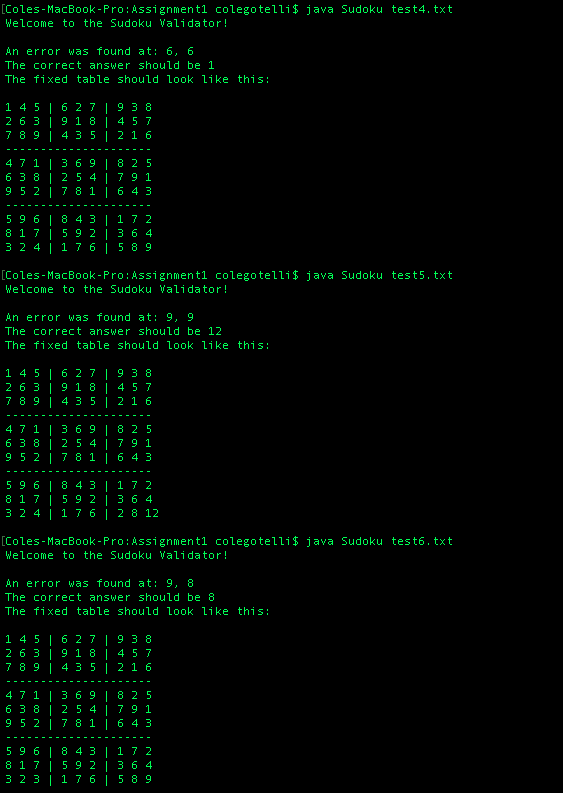 [Coles-MacBook-Pro:Assignment1 colegotelli$ java Sudoku test4.txt
Welcome to the Sudoku Validator!
An error was found at: 6, 6
The correct answer should be 1
The fixed table should look like this:
1 4 5 | 6 2 7 | 9 3 8
2 6 3 | 9 1 8 | 4 5 7
7 8 9 | 4 3 5 | 2 1 6
---------------------
4 7 1 | 3 6 9 | 8 2 5
6 3 8 | 2 5 4 | 7 9 1
9 5 2 | 7 8 1 | 6 4 3
---------------------
5 9 6 | 8 4 3 | 1 7 2
8 1 7 | 5 9 2 | 3 6 4
3 2 4 | 1 7 6 | 5 8 9
[Coles-MacBook-Pro:Assignment1 colegotelli$ java Sudoku test5.txt
Welcome to the Sudoku Validator!
An error was found at: 9, 9
The correct answer should be 12
The fixed table should look like this:
1 4 5 | 6 2 7 | 9 3 8
2 6 3 | 9 1 8 | 4 5 7
7 8 9 | 4 3 5 | 2 1 6
---------------------
4 7 1 | 3 6 9 | 8 2 5
6 3 8 | 2 5 4 | 7 9 1
9 5 2 | 7 8 1 | 6 4 3
---------------------
5 9 6 | 8 4 3 | 1 7 2
8 1 7 | 5 9 2 | 3 6 4
3 2 4 | 1 7 6 | 2 8 12
[Coles-MacBook-Pro:Assignment1 colegotelli$ java Sudoku test6.txt
Welcome to the Sudoku Validator!
An error was found at: 9, 8
The correct answer should be 8
The fixed table should look like this:
1 4 5 | 6 2 7 | 9 3 8
2 6 3 | 9 1 8 | 4 5 7
7 8 9 | 4 3 5 | 2 1 6
---------------------
4 7 1 | 3 6 9 | 8 2 5
6 3 8 | 2 5 4 | 7 9 1
9 5 2 | 7 8 1 | 6 4 3
---------------------
5 9 6 | 8 4 3 | 1 7 2
8 1 7 | 5 9 2 | 3 6 4
3 2 3 | 1 7 6 | 5 8 9